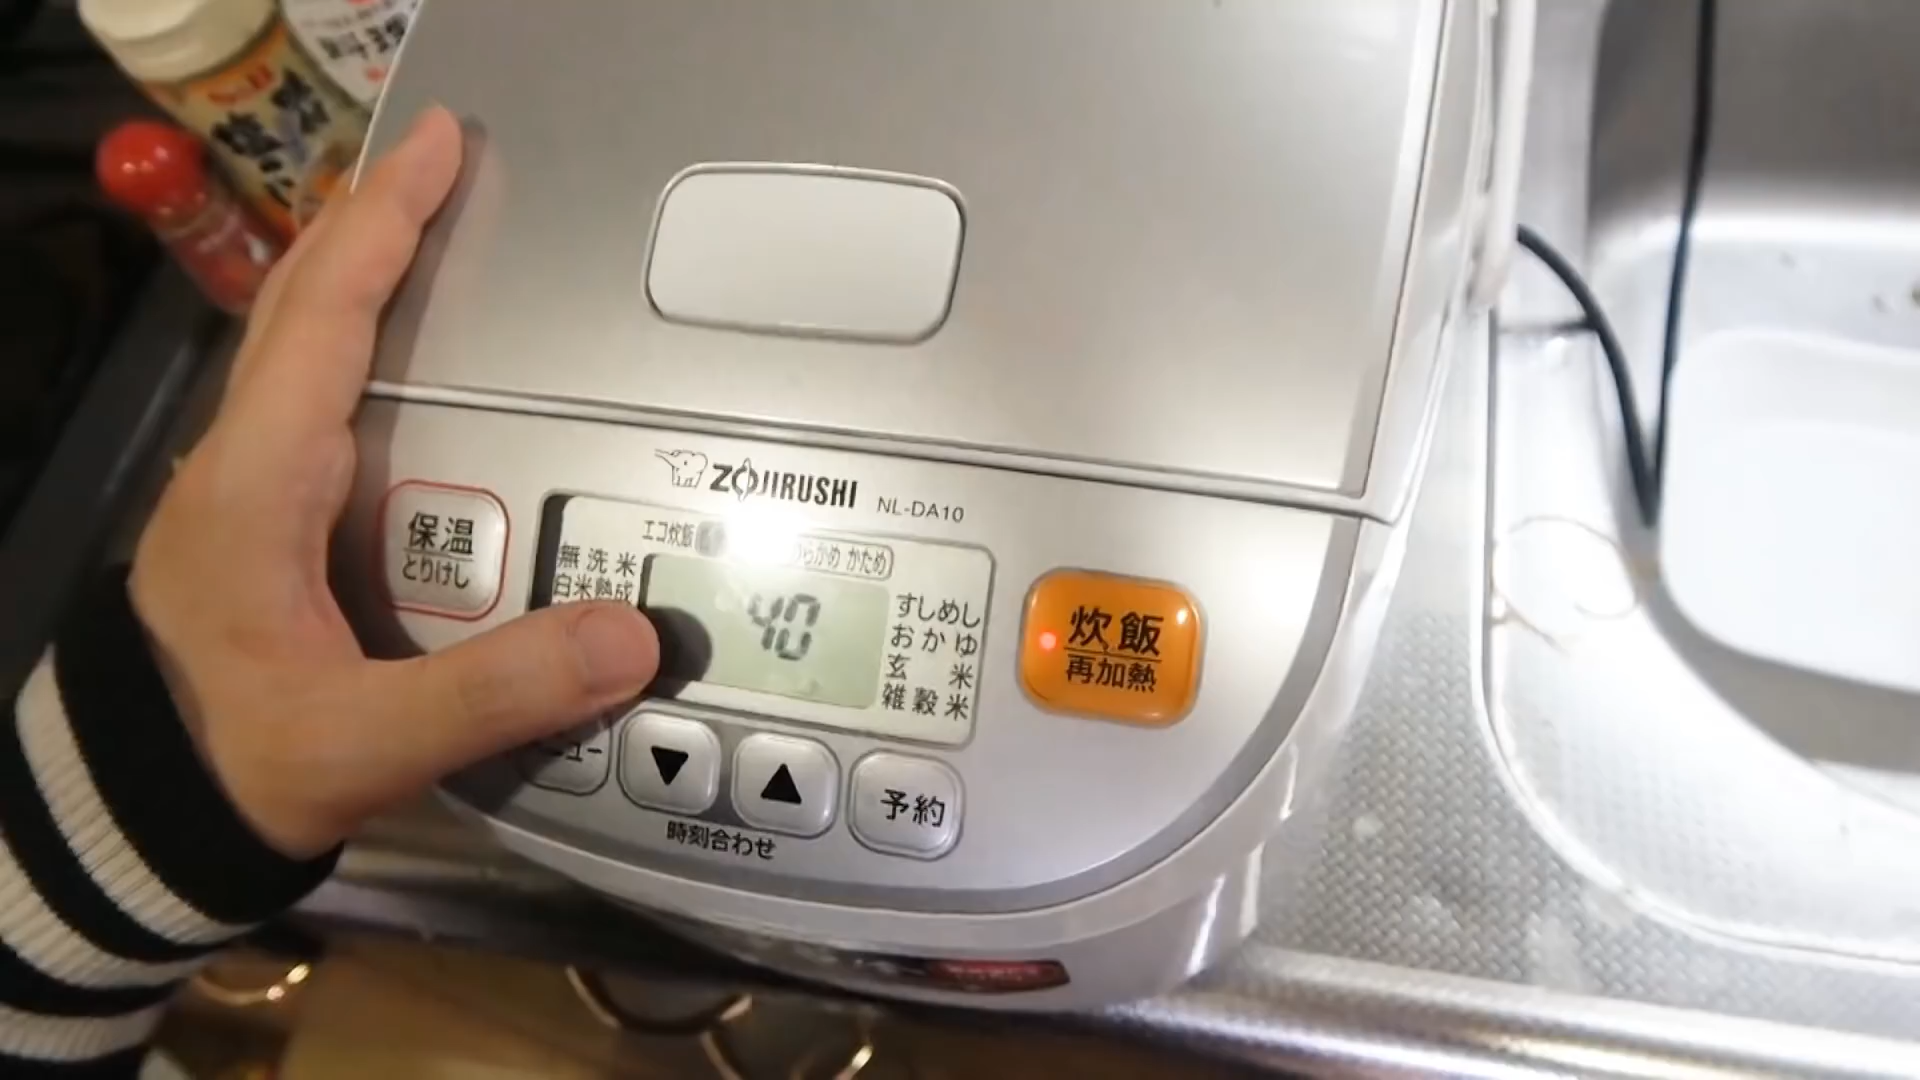 ZOJIRUSHI NL-DA10
保温
とりけし
エコ炊飯
かため
無洗米
白米熟成
40
すしめし
おかゆ
玄米
雑穀米
炊飯
再加熱
▼
▲
予約
時刻合わせ